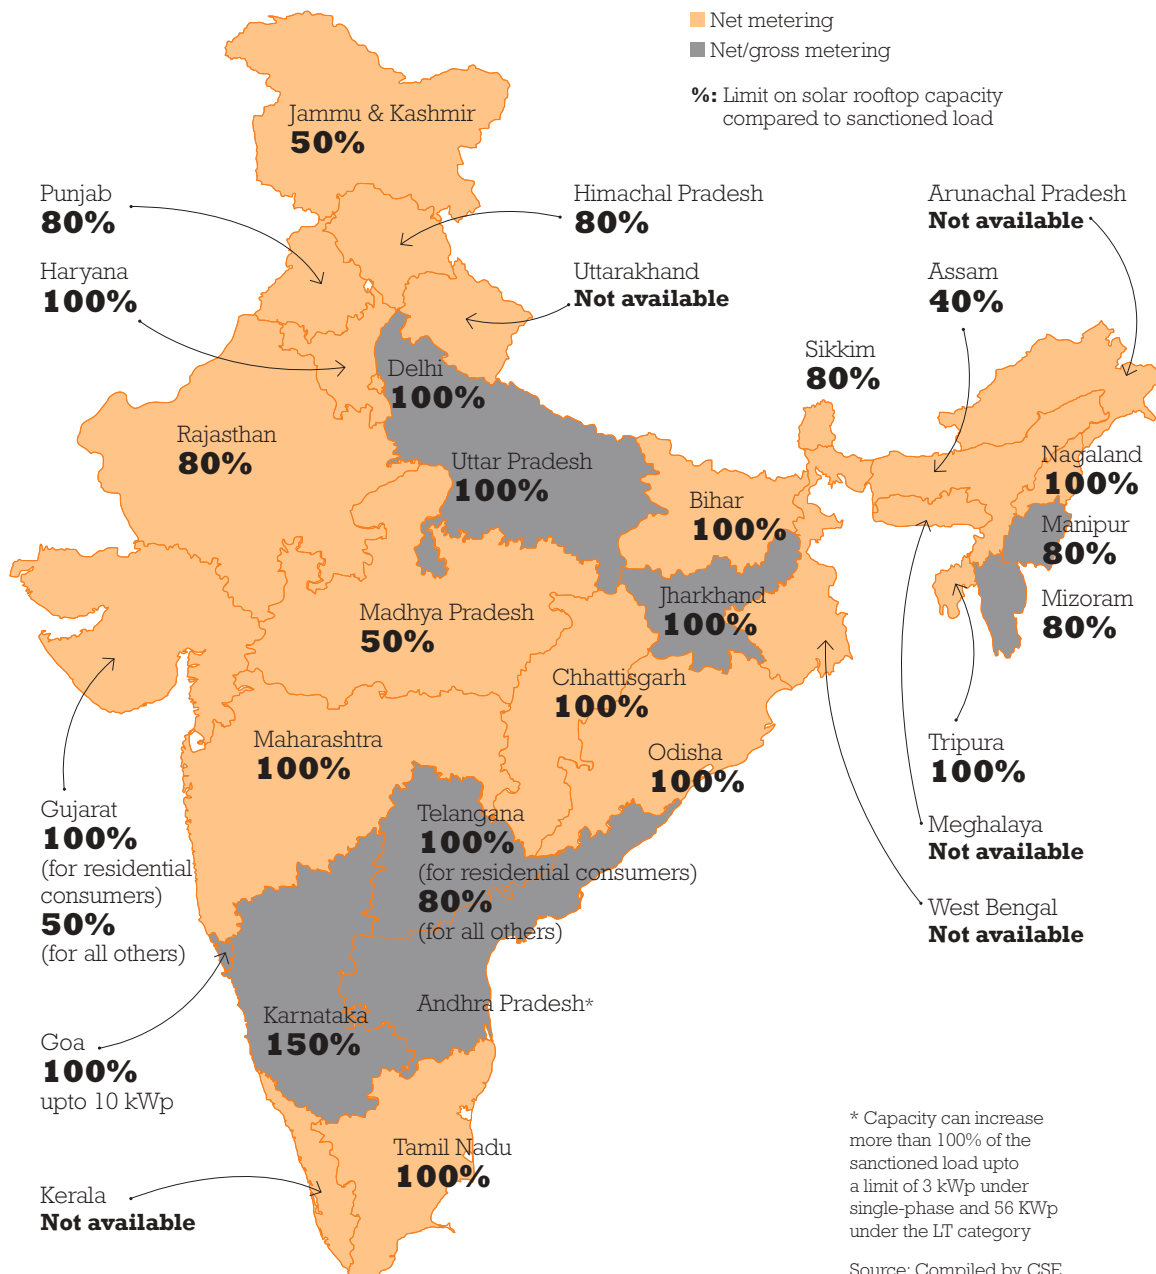 Net metering
Net/gross metering
%: Limit on solar rooftop capacity
compared to sanctioned load
Jammu & Kashmir
50%
Punjab
80%
Himachal Pradesh
80%
Arunachal Pradesh
Not available
Haryana
100%
Uttarakhand
Not available
Assam
40%
Sikkim
80%
Delhi
100%
Rajasthan
80%
Uttar Pradesh
100%
Bihar
100%
Nagaland
100%
Manipur
80%
Mizoram
80%
Jharkhand
100%
Madhya Pradesh
50%
Chhattisgarh
100%
Maharashtra
100%
Odisha
100%
Tripura
100%
Gujarat
100%
(for residential
consumers)
50%
(for all others)
Telangana
100%
(for residential consumers)
80%
(for all others)
Meghalaya
Not available
West Bengal
Not available
Andhra Pradesh*
Karnataka
150%
Goa
100%
upto 10 kWp
Tamil Nadu
100%
Kerala
Not available
* Capacity can increase
more than 100% of the
sanctioned load upto
a limit of 3 kWp under
single-phase and 56 KWp
under the LT category
Source: Compiled by CSE